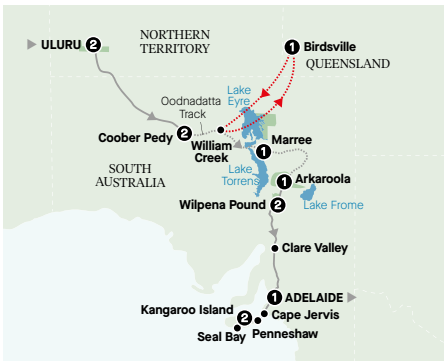 NORTHERN
TERRITORY
ULURU 2
1 Birdsville
QUEENSLAND
Lake
Eyre
Oodnadatta
Track
Coober Pedy 2
William
Creek
Marree
1
SOUTH
AUSTRALIA
Lake
Torrens
1 Arkaroola
Wilpena Pound 2
Lake Frome
Clare Valley
1 ADELAIDE
Kangaroo Island
2
Cape Jervis
Seal Bay
Penneshaw